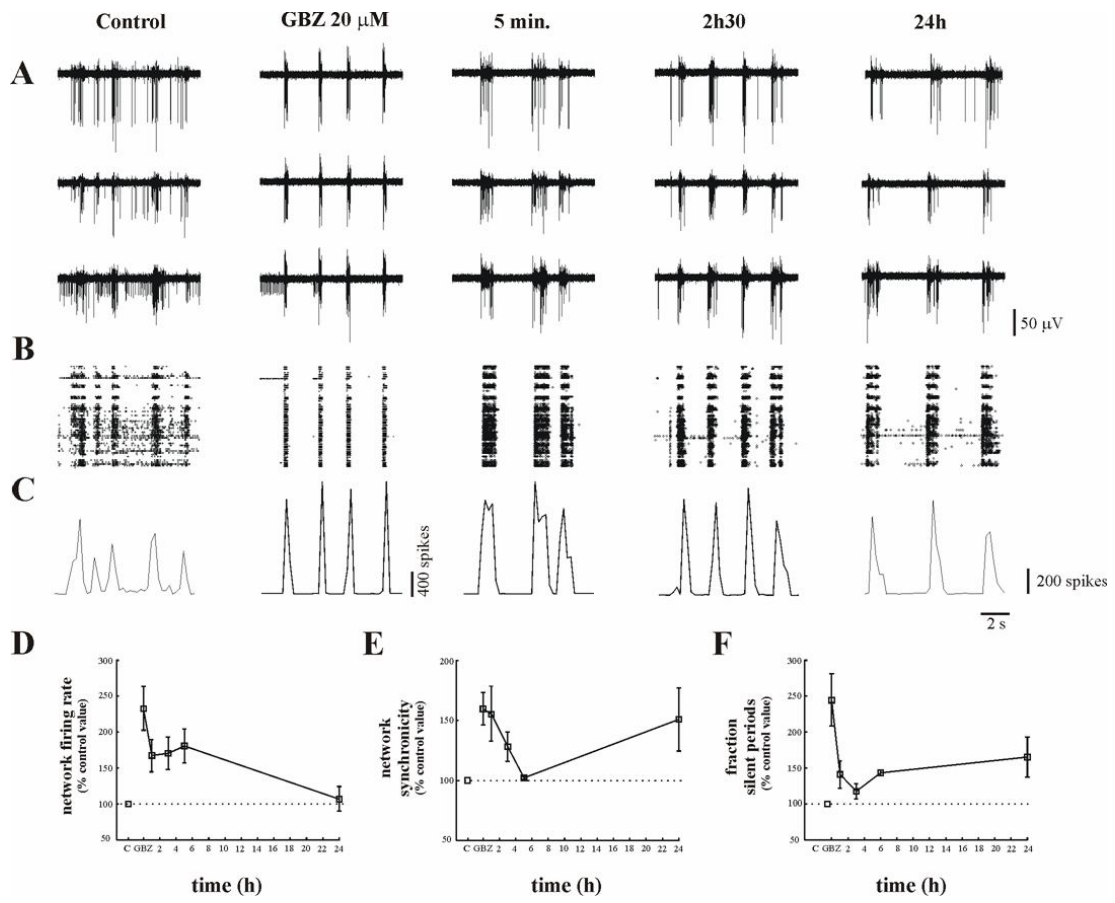 Control
GBZ 20 µM
5 min.
2h30
24h
A
50 µV
B
C
400 spikes
200 spikes
2 s
D
network firing rate
(% control value)
300
250
200
150
100
50
C GBZ 2 4 6 8 10 12 14 16 18 20 22 24
time (h)
E
network
synchronicity
(% control value)
200
150
100
50
C GBZ 2 4 6 8 10 12 14 16 18 20 22 24
time (h)
F
fraction
silent periods
(% control value)
300
250
200
150
100
50
C GBZ 2 4 6 8 10 12 14 16 18 20 22 24
time (h)